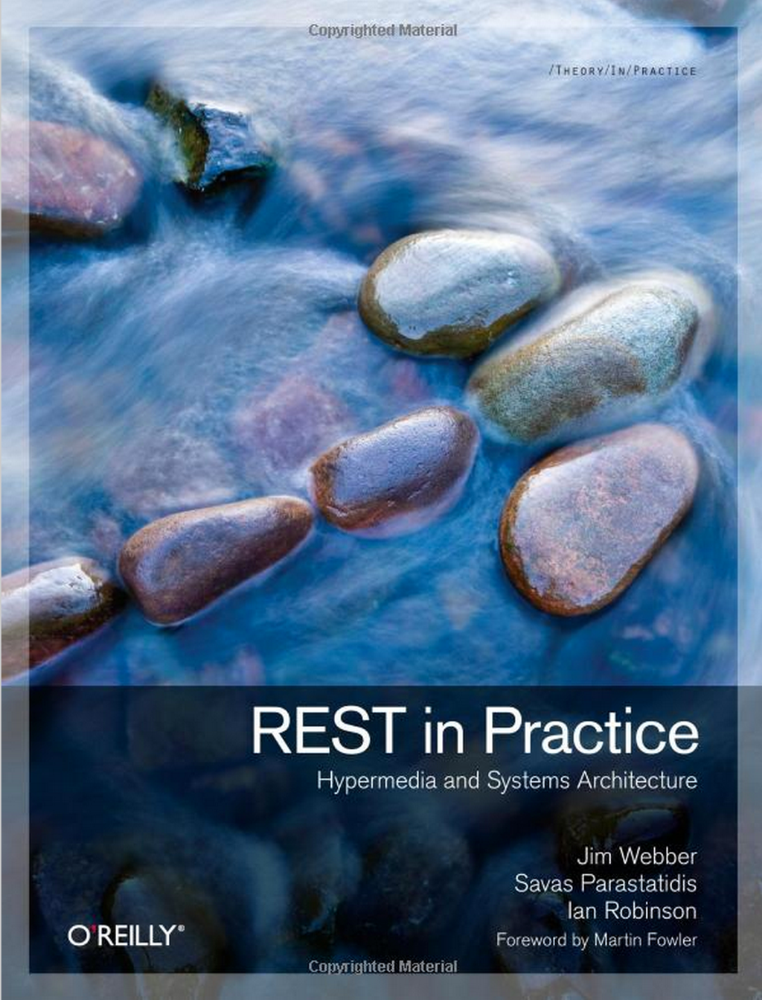 Copyrighted Material
/THEORY/IN/PRACTICE
REST in Practice
Hypermedia and Systems Architecture
Jim Webber
Savas Parastatidis
Ian Robinson
Foreword by Martin Fowler
O'REILLY®
Copyrighted Material